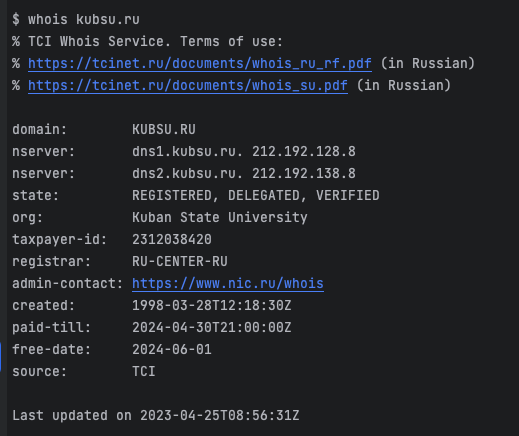 $ whois kubsu.ru
% TCI Whois Service. Terms of use:
% https://tcinet.ru/documents/whois_ru_rf.pdf (in Russian)
% https://tcinet.ru/documents/whois_su.pdf (in Russian)

domain:        KUBSU.RU
nserver:       dns1.kubsu.ru. 212.192.128.8
nserver:       dns2.kubsu.ru. 212.192.138.8
state:         REGISTERED, DELEGATED, VERIFIED
org:           Kuban State University
taxpayer-id:   2312038420
registrar:     RU-CENTER-RU
admin-contact: https://www.nic.ru/whois
created:       1998-03-28T12:18:30Z
paid-till:     2024-04-30T21:00:00Z
free-date:     2024-06-01
source:        TCI

Last updated on 2023-04-25T08:56:31Z